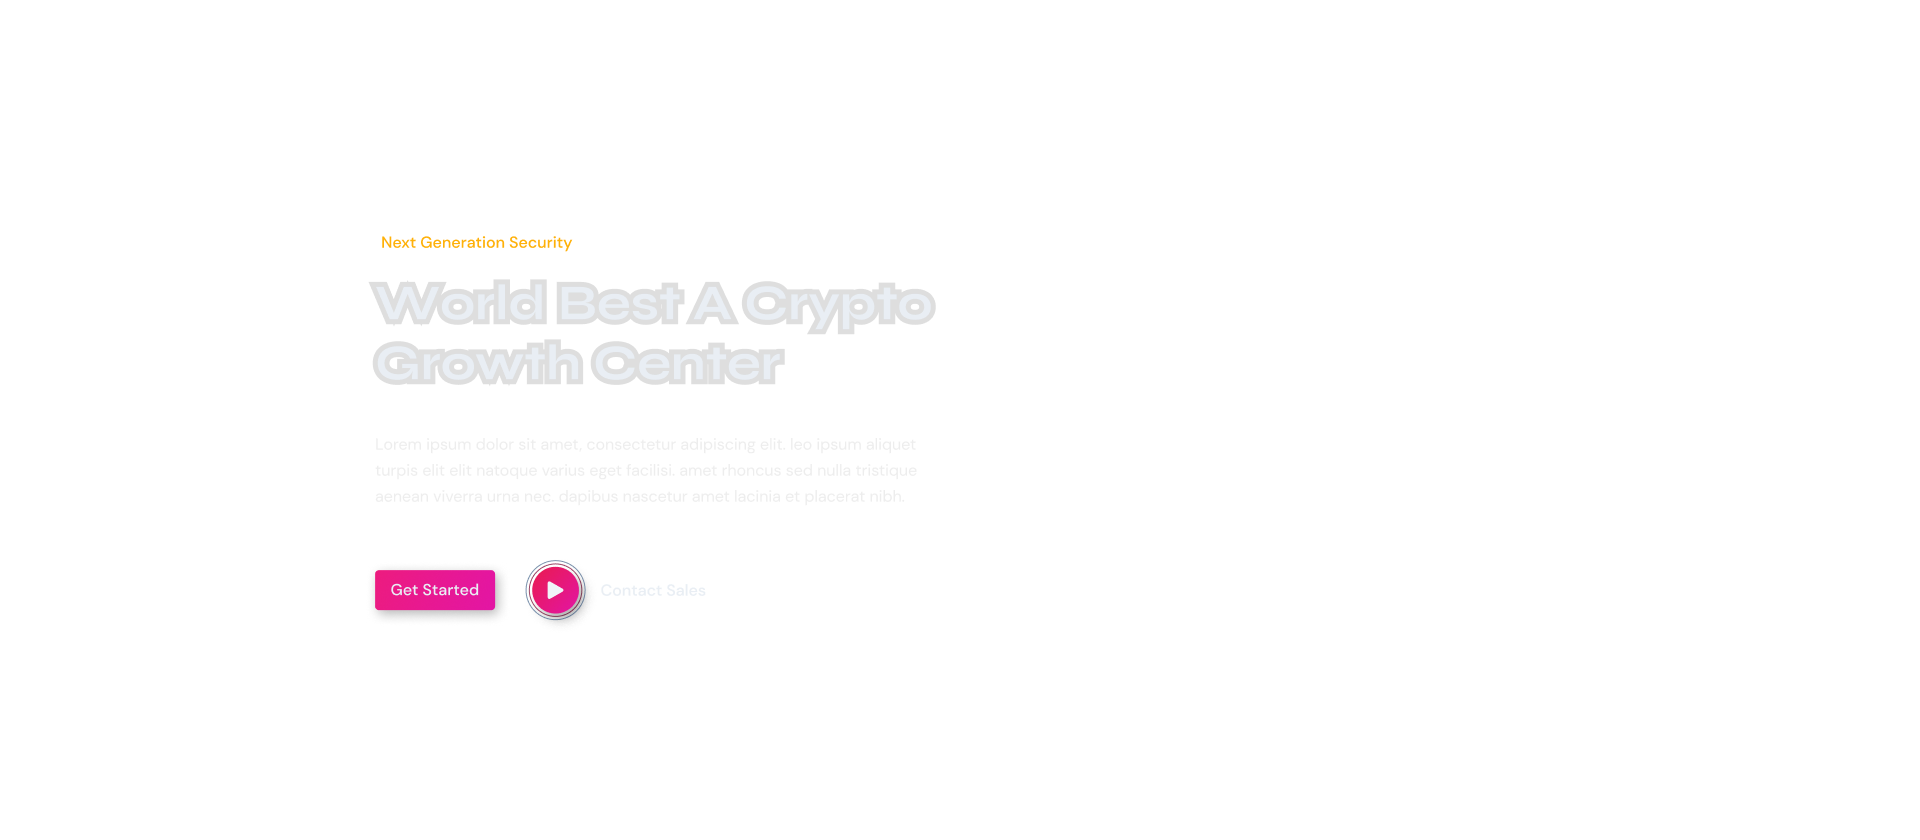 Next Generation Security
World Best A Crypto
Growth Center
Lorem ipsum dolor sit amet, consectetur adipiscing elit. leo ipsum aliquet
turpis elit elit natoque varius eget facilisi. amet rhoncus sed nulla tristique
aenean viverra urna nec. dapibus nascetur amet lacinia et placerat nibh.
Get Started
Contact Sales